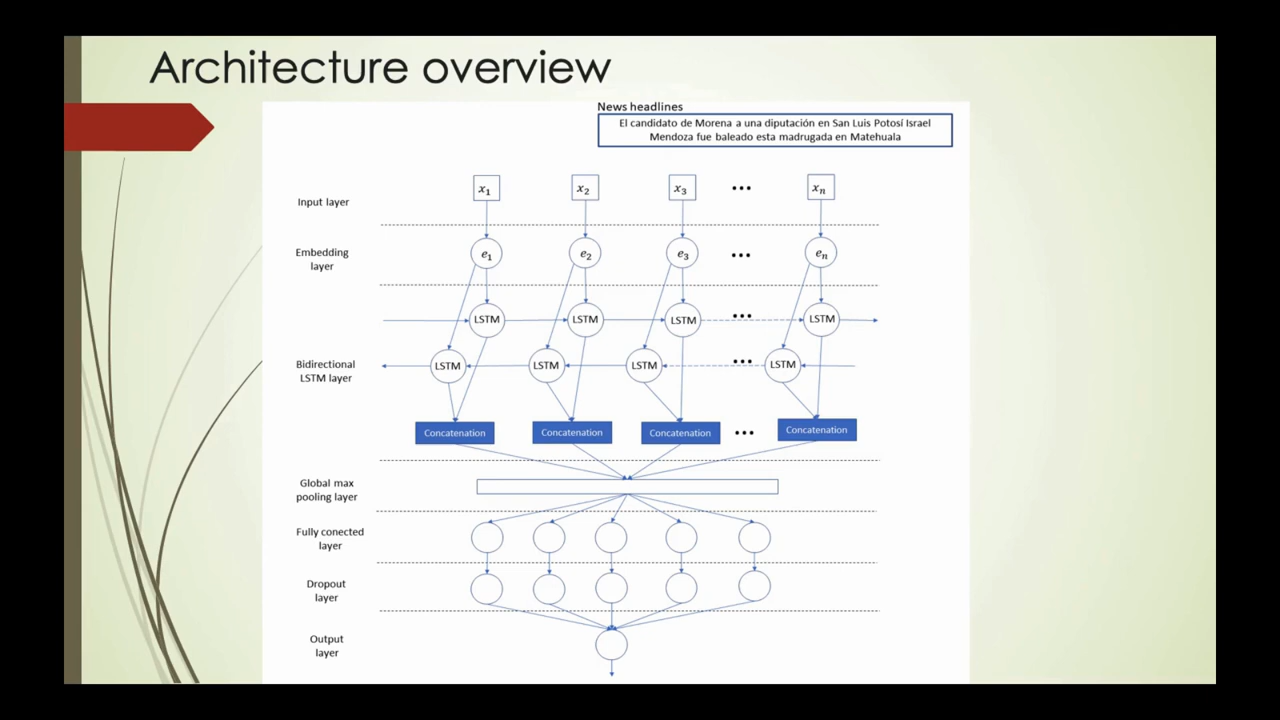 Architecture overview
News headlines
El candidato de Morena a una diputación en San Luis Potosí Israel
Mendoza fue baleado esta madrugada en Matehuala
Input layer
x₁ x₂ x₃ ••• xₙ
Embedding
layer
e₁ e₂ e₃ ••• eₙ
LSTM LSTM LSTM ••• LSTM
Bidirectional
LSTM layer
LSTM LSTM LSTM ••• LSTM
Concatenation Concatenation Concatenation ••• Concatenation
Global max
pooling layer
Fully conected
layer
Dropout
layer
Output
layer